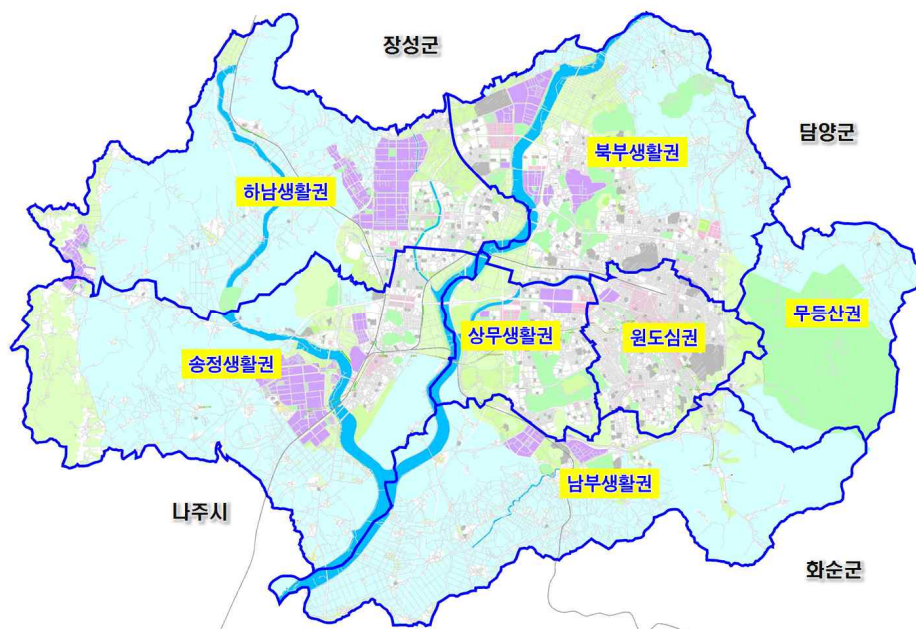 장성군
담양군
북부생활권
하남생활권
무등산권
상무생활권
원도심권
송정생활권
남부생활권
나주시
화순군